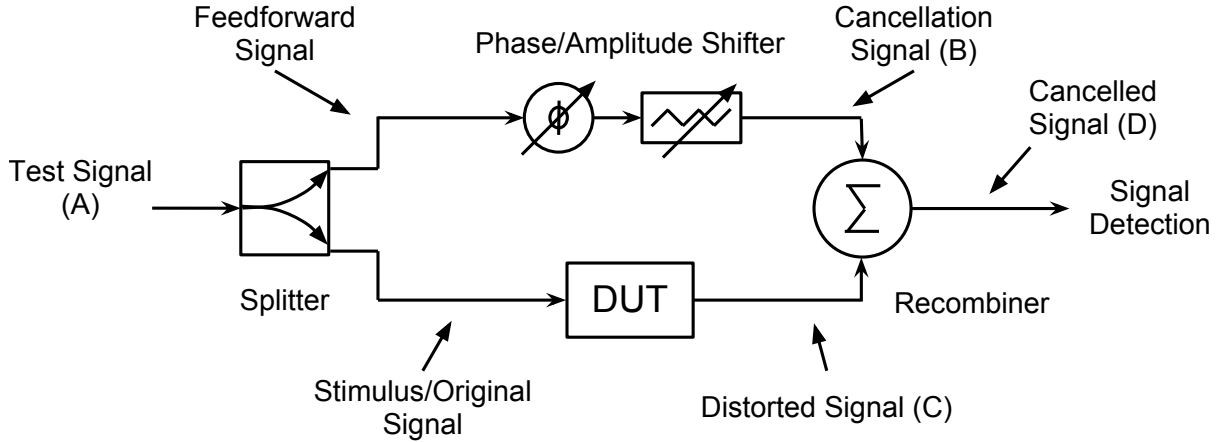 Feedforward
Signal
Phase/Amplitude Shifter
Cancellation
Signal (B)
Cancelled
Signal (D)
ϕ
Test Signal
(A)
Σ
Signal
Detection
Splitter
DUT
Recombiner
Stimulus/Original
Signal
Distorted Signal (C)